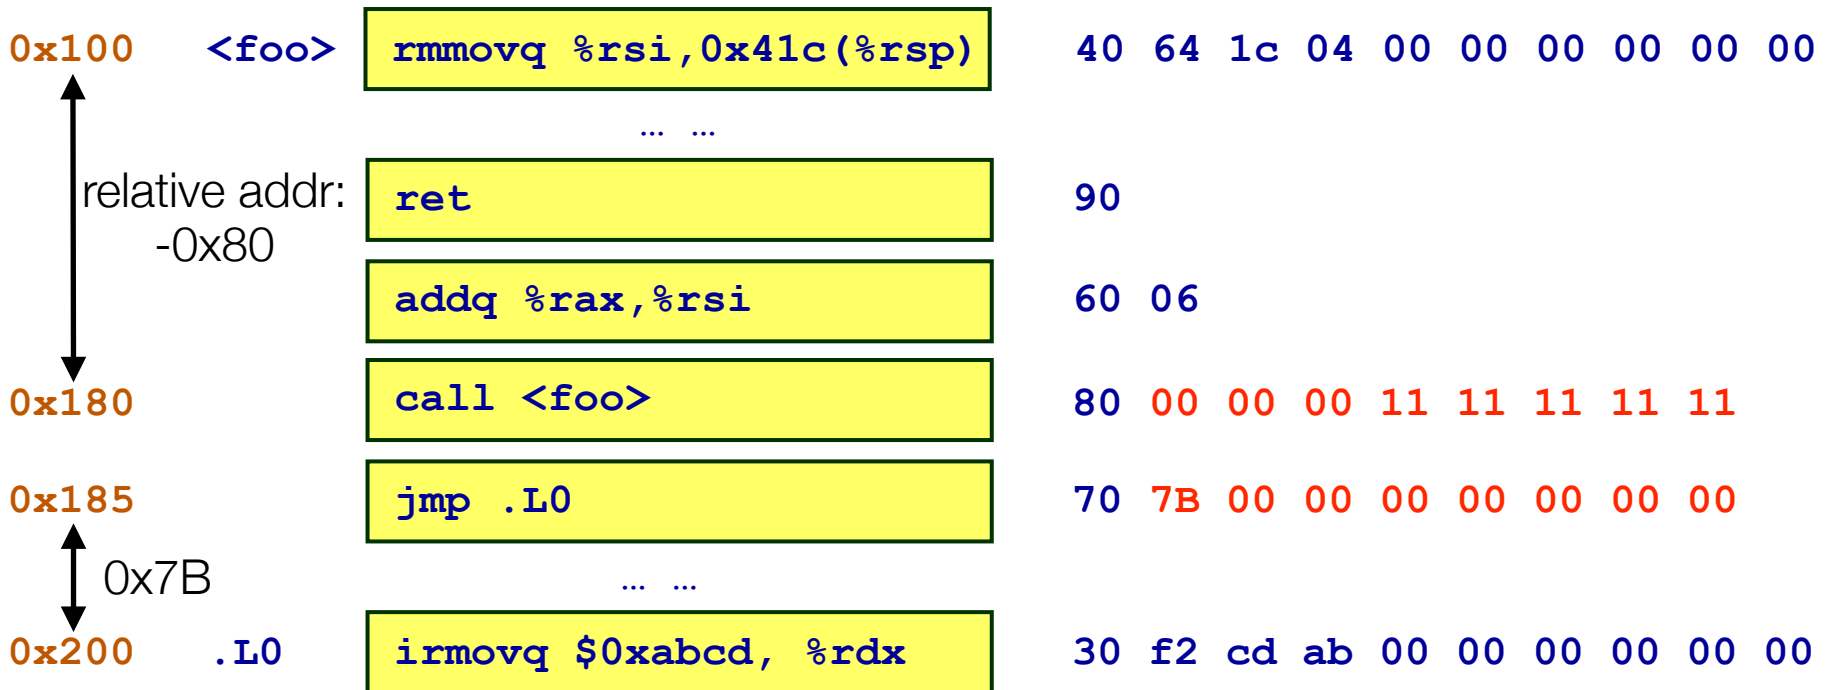 0x100 <foo> rmmovq %rsi,0x41c(%rsp) 40 64 1c 04 00 00 00 00 00 00
… …
relative addr:
-0x80
ret 90
addq %rax,%rsi 60 06
0x180 call <foo> 80 00 00 00 11 11 11 11 11
0x185 jmp .L0 70 7B 00 00 00 00 00 00 00
0x7B
… …
0x200 .L0 irmovq $0xabcd, %rdx 30 f2 cd ab 00 00 00 00 00 00